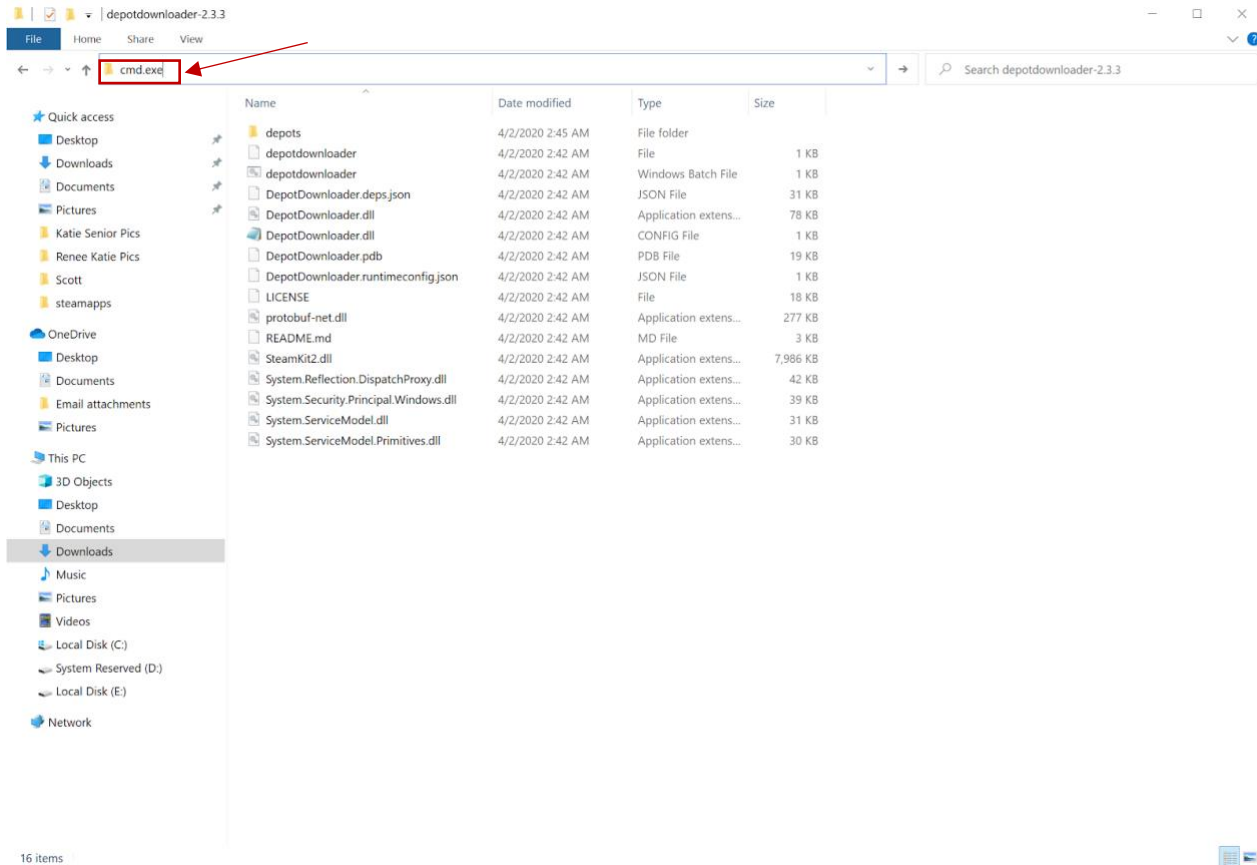 depotdownloader-2.3.3
File Home Share View
cmd.exe Search depotdownloader-2.3.3
Name Date modified Type Size
Quick access
Desktop
Downloads
Documents
Pictures
Katie Senior Pics
Renee Katie Pics
Scott
steamapps
OneDrive
Desktop
Documents
Email attachments
Pictures
This PC
3D Objects
Desktop
Documents
Downloads
Music
Pictures
Videos
Local Disk (C:)
System Reserved (D:)
Local Disk (E:)
Network
depots 4/2/2020 2:45 AM File folder
depotdownloader 4/2/2020 2:42 AM File 1 KB
depotdownloader 4/2/2020 2:42 AM Windows Batch File 1 KB
DepotDownloader.deps.json 4/2/2020 2:42 AM JSON File 31 KB
DepotDownloader.dll 4/2/2020 2:42 AM Application extens... 78 KB
DepotDownloader.dll 4/2/2020 2:42 AM CONFIG File 1 KB
DepotDownloader.pdb 4/2/2020 2:42 AM PDB File 19 KB
DepotDownloader.runtimeconfig.json 4/2/2020 2:42 AM JSON File 1 KB
LICENSE 4/2/2020 2:42 AM File 18 KB
protobuf-net.dll 4/2/2020 2:42 AM Application extens... 277 KB
README.md 4/2/2020 2:42 AM MD File 3 KB
SteamKit2.dll 4/2/2020 2:42 AM Application extens... 7,986 KB
System.Reflection.DispatchProxy.dll 4/2/2020 2:42 AM Application extens... 42 KB
System.Security.Principal.Windows.dll 4/2/2020 2:42 AM Application extens... 39 KB
System.ServiceModel.dll 4/2/2020 2:42 AM Application extens... 31 KB
System.ServiceModel.Primitives.dll 4/2/2020 2:42 AM Application extens... 30 KB
16 items